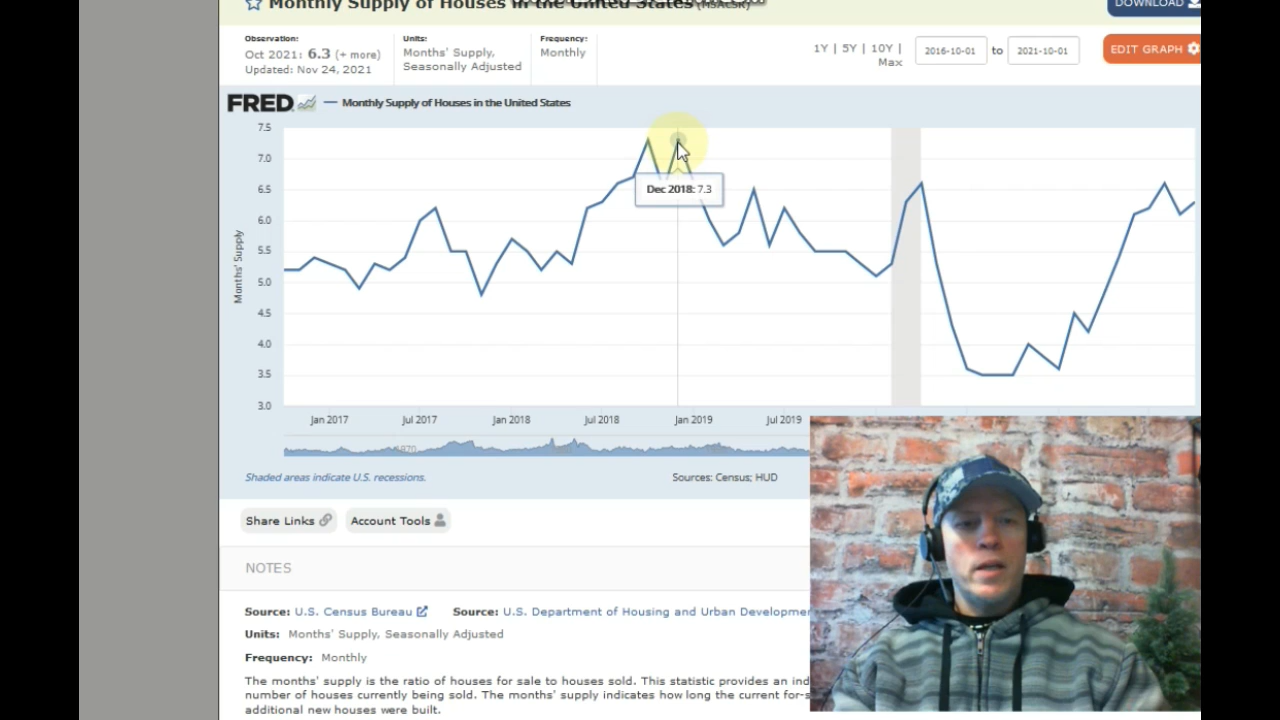 Monthly Supply of Houses in the United States (MSACSR)
DOWNLOAD
Observation:
Oct 2021: 6.3 (+ more)
Updated: Nov 24, 2021
Units:
Months' Supply,
Seasonally Adjusted
Frequency:
Monthly
1Y | 5Y | 10Y |
Max
2016-10-01 to 2021-10-01
EDIT GRAPH
FRED
Monthly Supply of Houses in the United States
7.5
7.0
6.5
6.0
5.5
5.0
4.5
4.0
3.5
3.0
Months' Supply
Dec 2018: 7.3
Jan 2017
Jul 2017
Jan 2018
Jul 2018
Jan 2019
Jul 2019
1970
Shaded areas indicate U.S. recessions.
Sources: Census; HUD
Share Links
Account Tools
NOTES
Source: U.S. Census Bureau
Source: U.S. Department of Housing and Urban Developmen
Units: Months' Supply, Seasonally Adjusted
Frequency: Monthly
The months' supply is the ratio of houses for sale to houses sold. This statistic provides an ind
number of houses currently being sold. The months' supply indicates how long the current for-s
additional new houses were built.